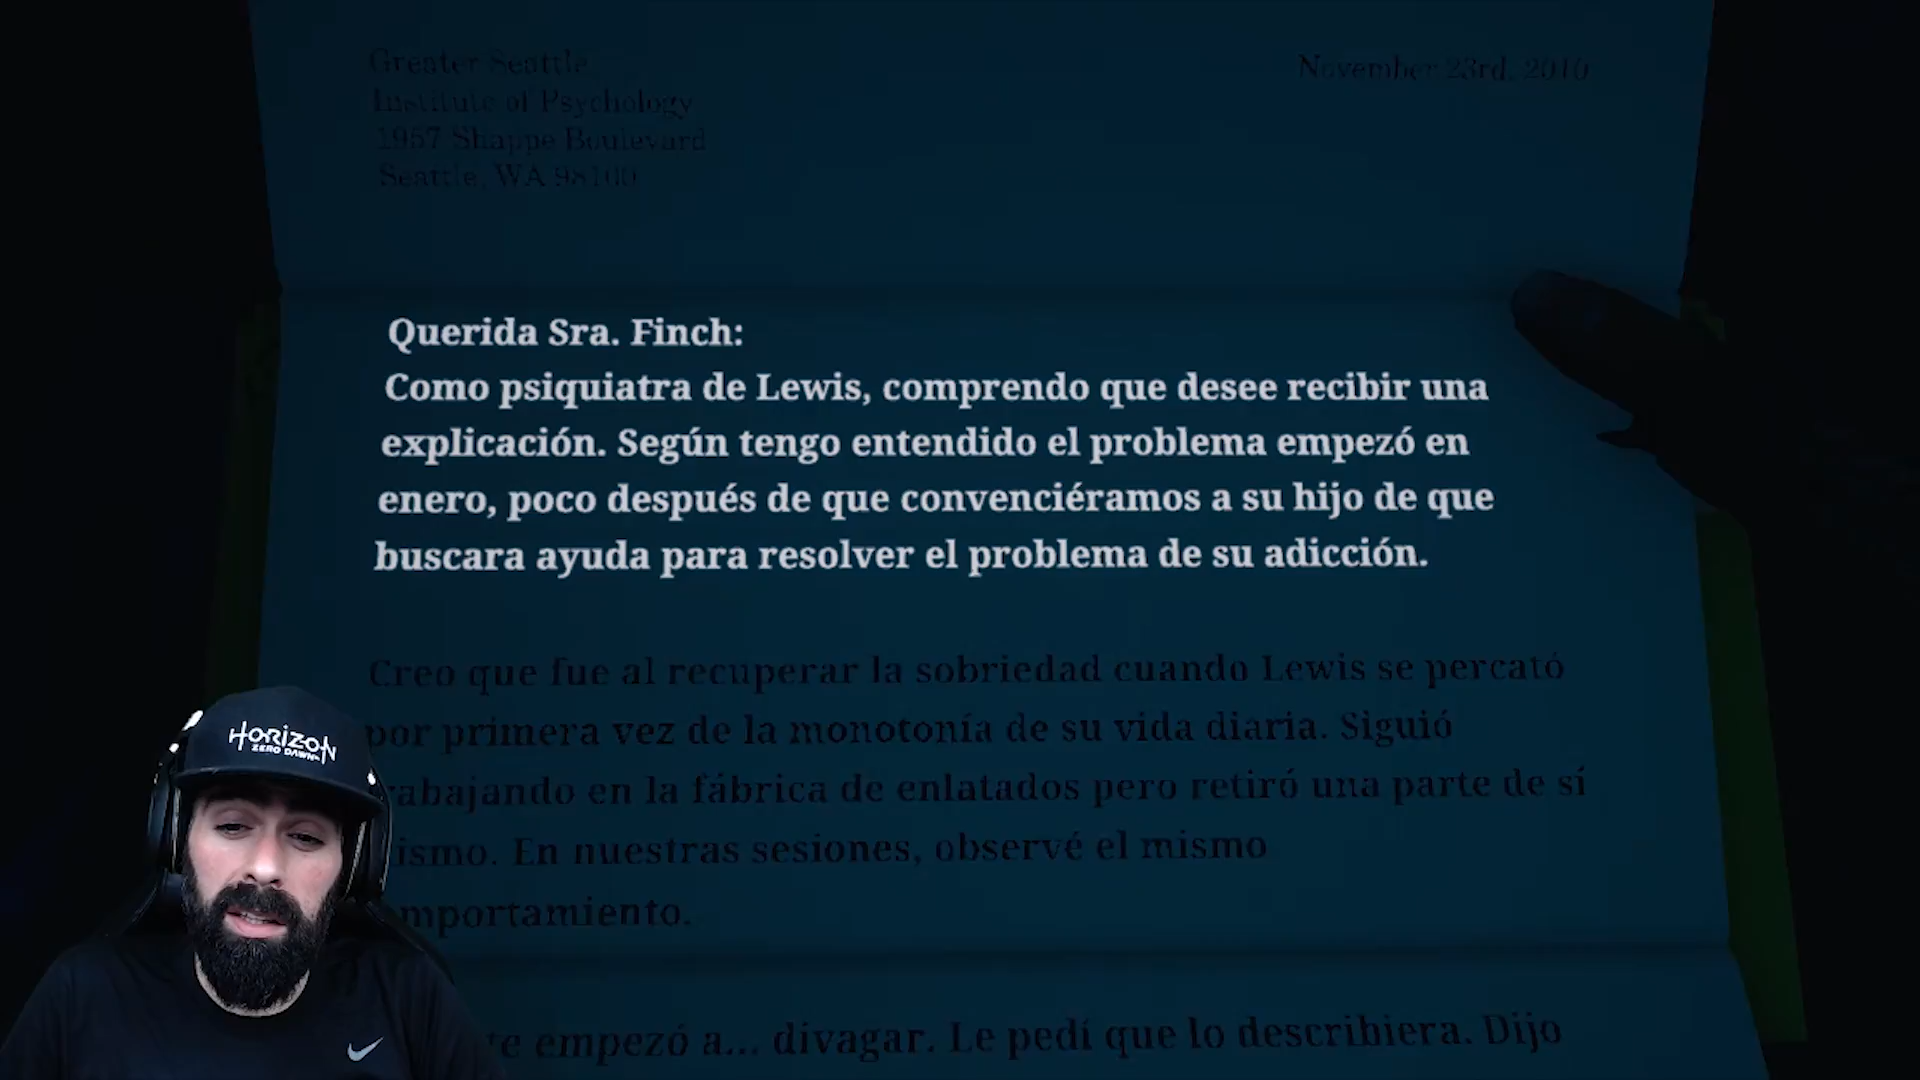 Greater Seattle
November 23rd, 2010
Institute of Psychology
1957 Shappe Boulevard
Seattle, WA 98100
Querida Sra. Finch:
Como psiquiatra de Lewis, comprendo que desee recibir una
explicación. Según tengo entendido el problema empezó en
enero, poco después de que convenciéramos a su hijo de que
buscara ayuda para resolver el problema de su adicción.
Creo que fue al recuperar la sobriedad cuando Lewis se percató
por primera vez de la monotonía de su vida diaria. Siguió
rabajando en la fábrica de enlatados pero retiró una parte de sí
ismo. En nuestras sesiones, observé el mismo
mportamiento.
te empezó a... divagar. Le pedí que lo describiera. Dijo
HORIZON
ZERO DAWN